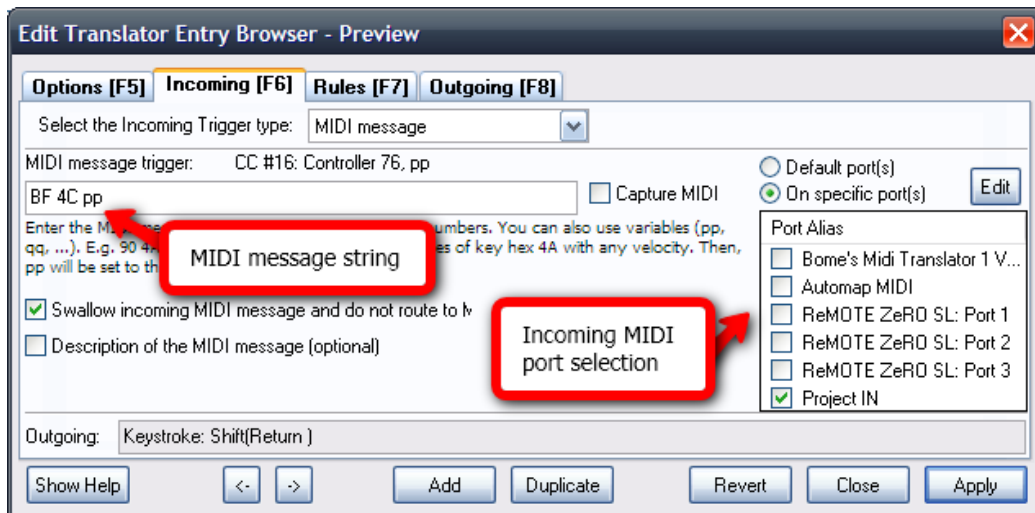 Edit Translator Entry Browser - Preview
Options [F5] Incoming [F6] Rules [F7] Outgoing [F8]
Select the Incoming Trigger type: MIDI message
MIDI message trigger: CC #16: Controller 76, pp
Default port(s)
On specific port(s)
Edit
BF 4C pp
Capture MIDI
Enter the M umbers. You can also use variables (pp,
qq, ...). E.g. 90 4A es of key hex 4A with any velocity. Then,
pp will be set to th
MIDI message string
Swallow incoming MIDI message and do not route to
Description of the MIDI message (optional)
Incoming MIDI
port selection
Port Alias
Bome's Midi Translator 1 V...
Automap MIDI
ReMOTE ZeRO SL: Port 1
ReMOTE ZeRO SL: Port 2
ReMOTE ZeRO SL: Port 3
Project IN
Outgoing: Keystroke: Shift(Return )
Show Help <- -> Add Duplicate Revert Close Apply